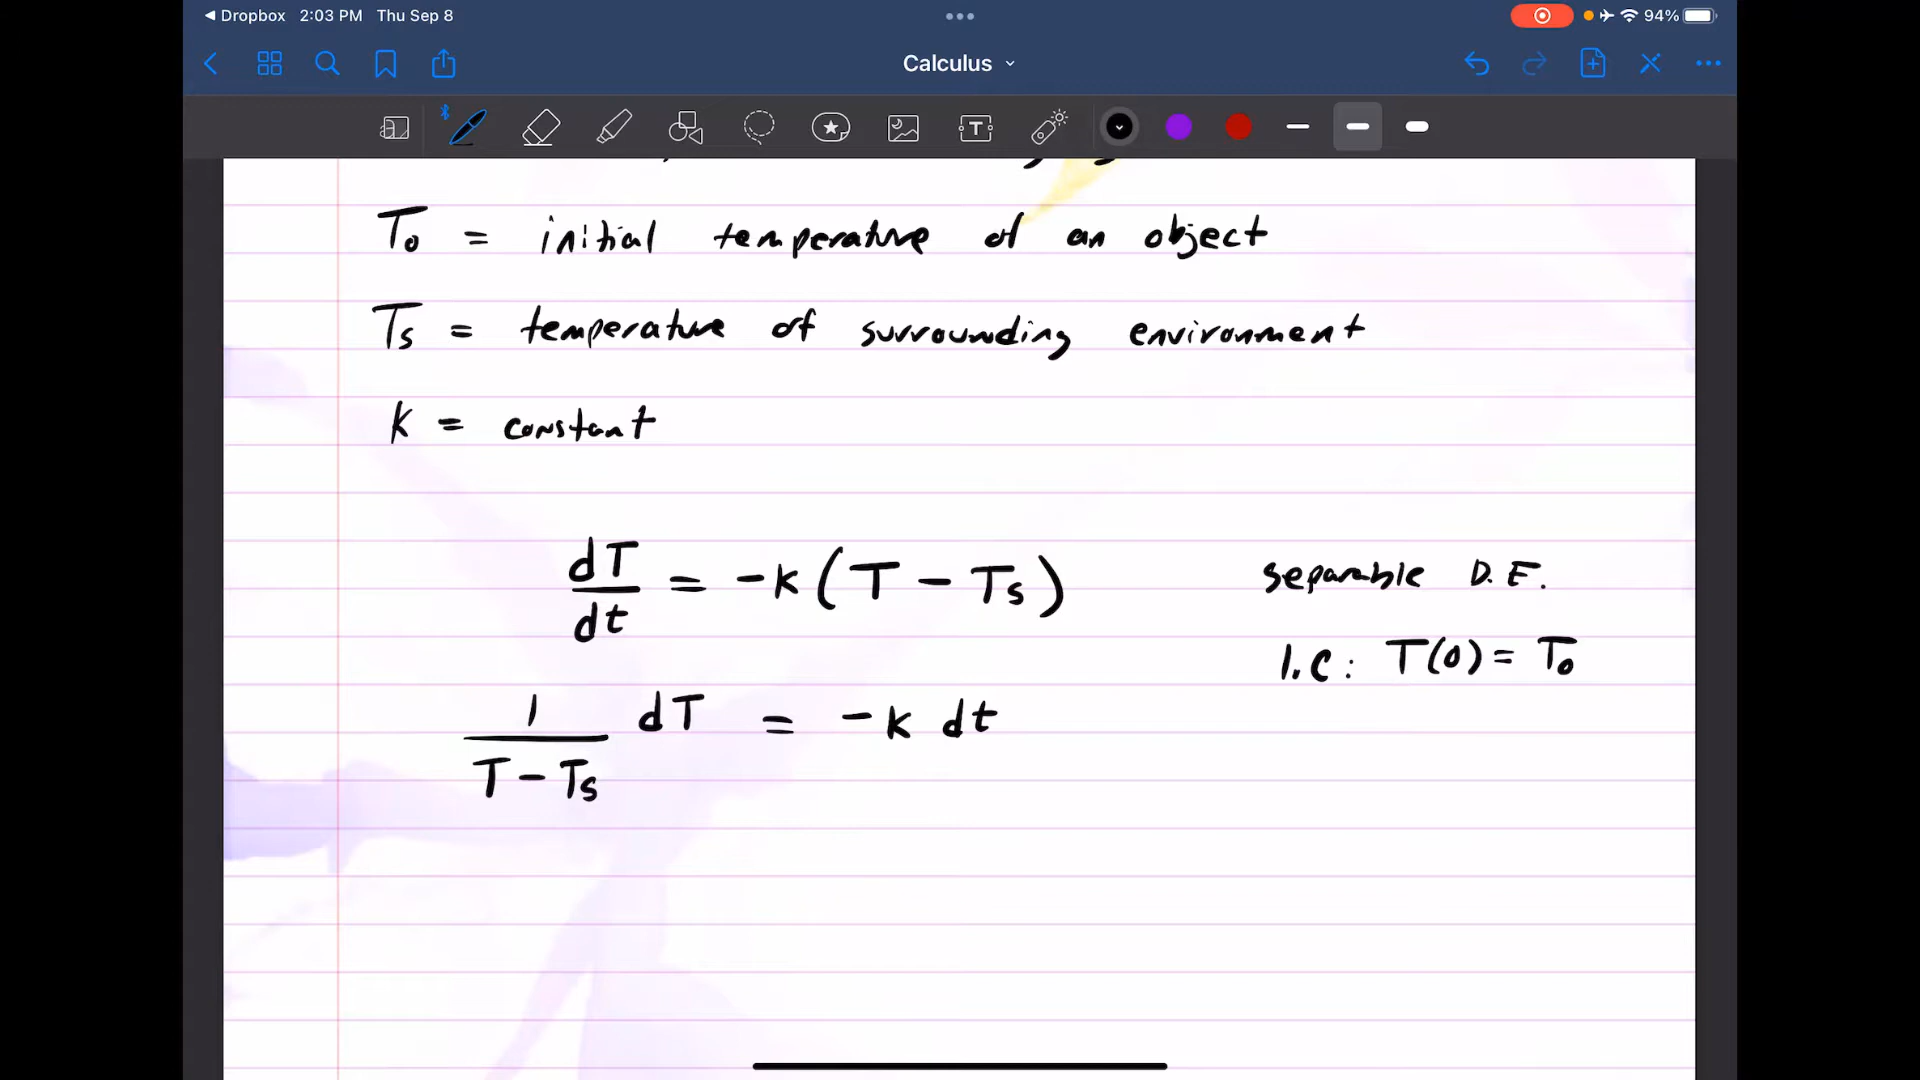 Dropbox 2:03 PM Thu Sep 8
94%
Calculus
T₀ = initial temperature of an object
Tₛ = temperature of surrounding environment
k = constant
dT/dt = -k(T - Tₛ)
separable D.E.
I.C: T(0) = T₀
1/(T - Tₛ) dT = -k dt